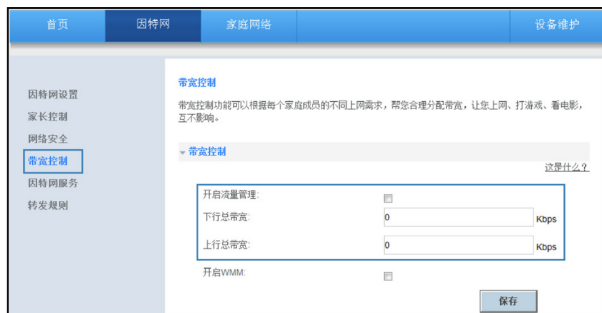 首页 因特网 家庭网络 设备维护
因特网设置
家长控制
网络安全
带宽控制
因特网服务
转发规则
带宽控制
带宽控制功能可以根据每个家庭成员的不同上网需求，帮您合理分配带宽，让您上网、打游戏、看电影，
互不影响。
带宽控制
这是什么？
开启流量管理:
下行总带宽: 0 Kbps
上行总带宽: 0 Kbps
开启WMM:
保存